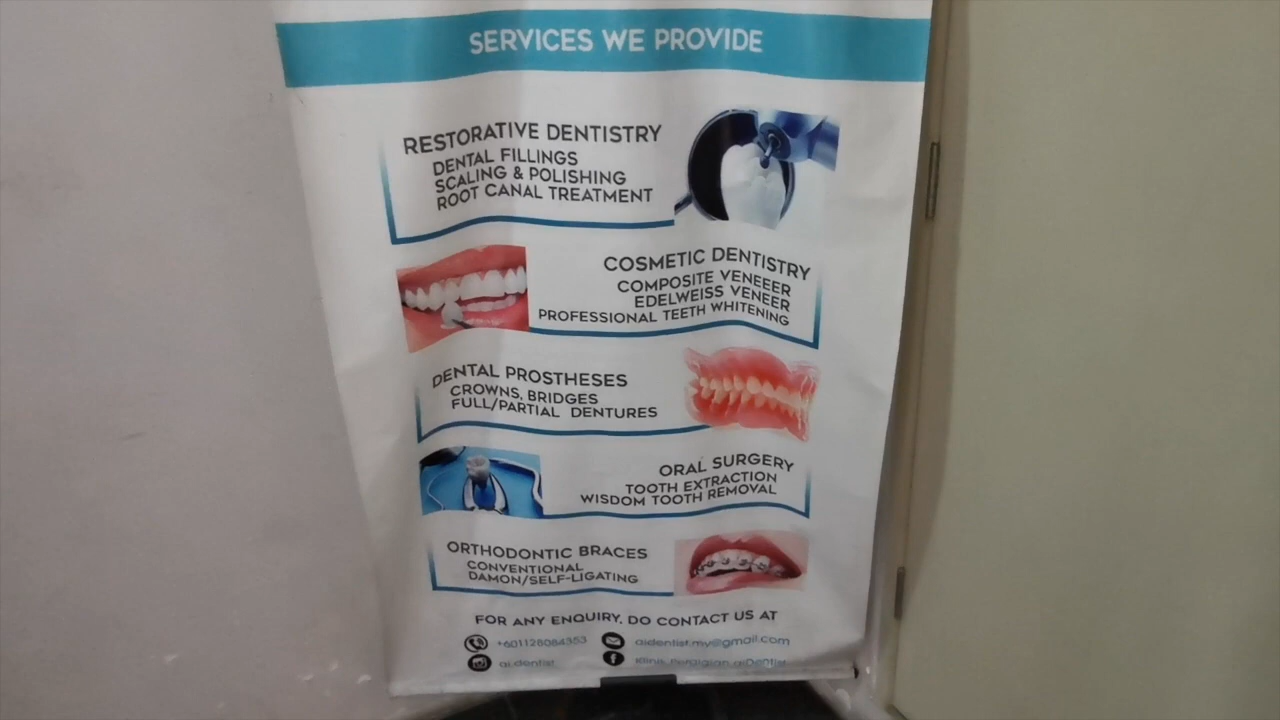 SERVICES WE PROVIDE
RESTORATIVE DENTISTRY
DENTAL FILLINGS
SCALING & POLISHING
ROOT CANAL TREATMENT
COSMETIC DENTISTRY
COMPOSITE VENEEER
EDELWEISS VENEER
PROFESSIONAL TEETH WHITENING
DENTAL PROSTHESES
CROWNS, BRIDGES
FULL/PARTIAL DENTURES
ORAL SURGERY
TOOTH EXTRACTION
WISDOM TOOTH REMOVAL
ORTHODONTIC BRACES
CONVENTIONAL
DAMON/SELF-LIGATING
FOR ANY ENQUIRY, DO CONTACT US AT
+601128084353
aidentist.my@gmail.com
ai.dentist
aiDentist